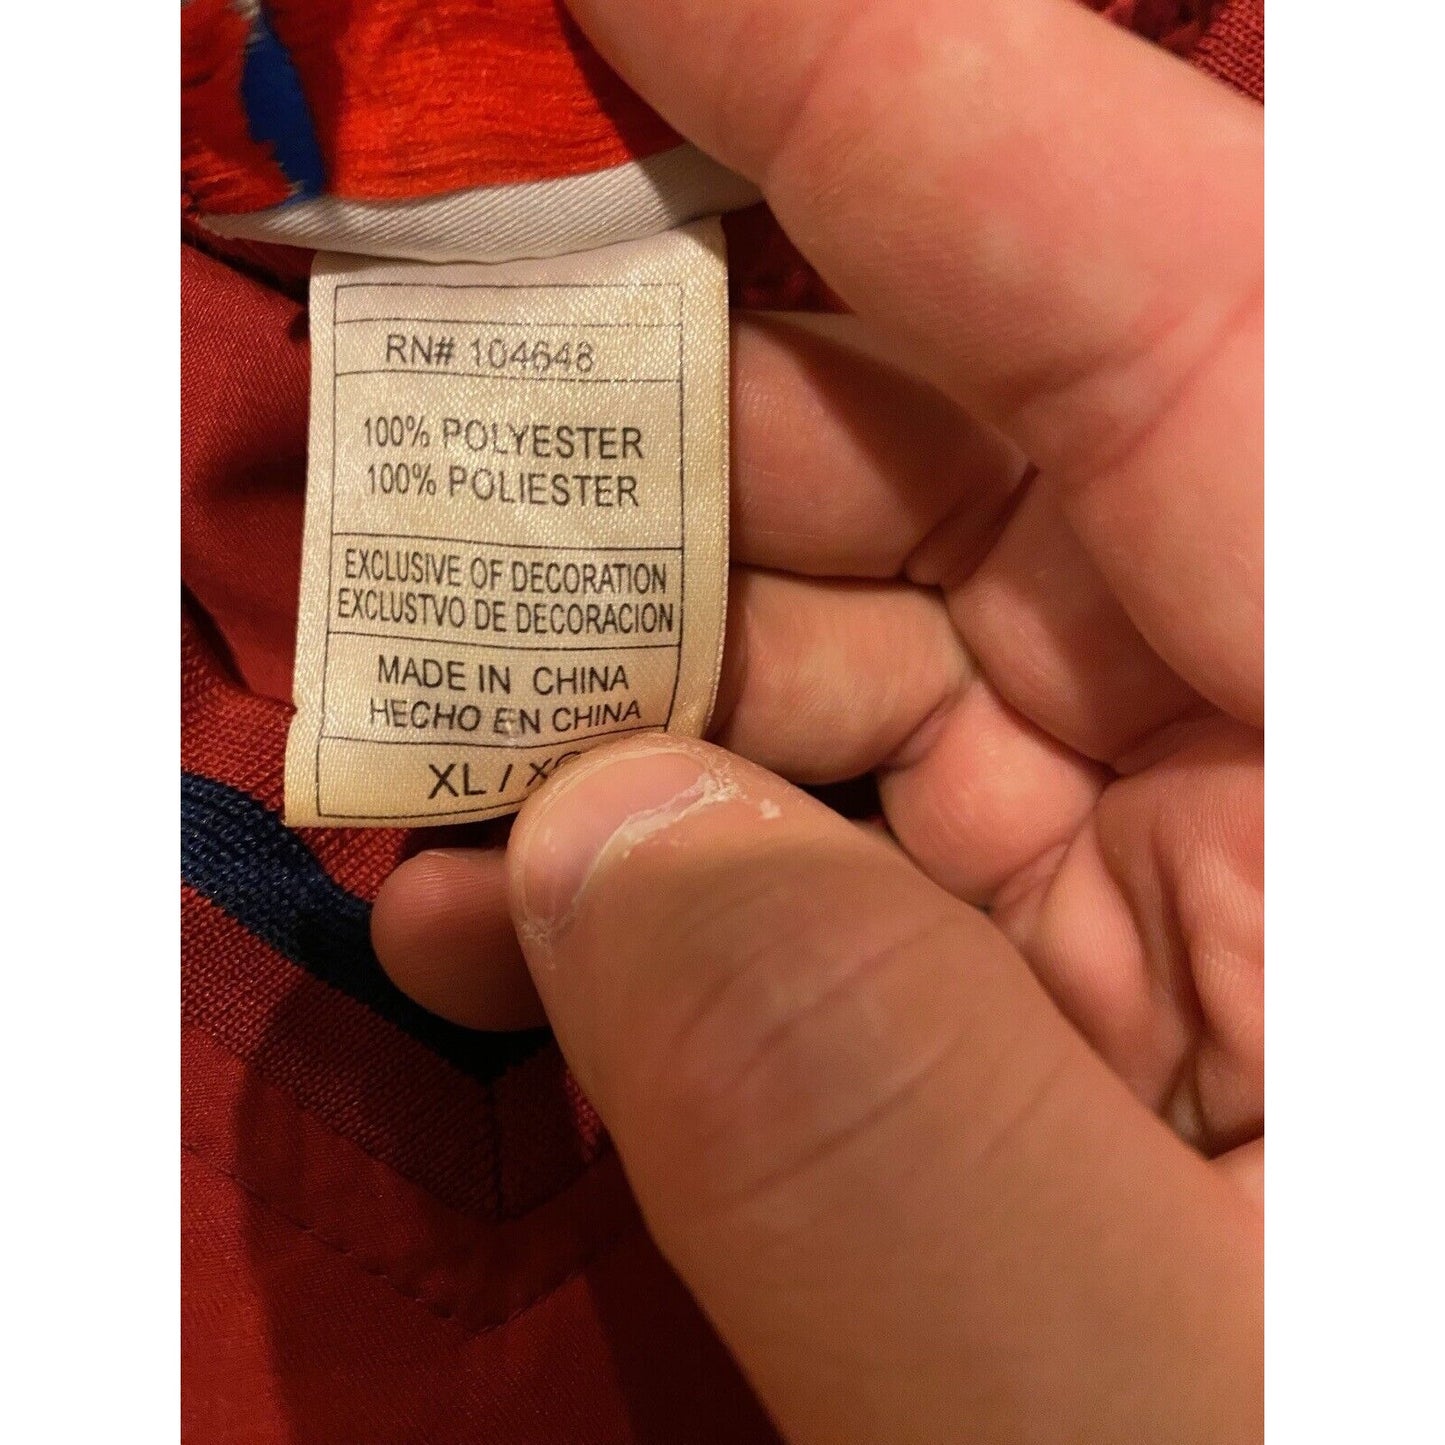 RN# 104648
100% POLYESTER
100% POLIESTER
EXCLUSIVE OF DECORATION
EXCLUSTVO DE DECORACION
MADE IN CHINA
HECHO EN CHINA
XL /